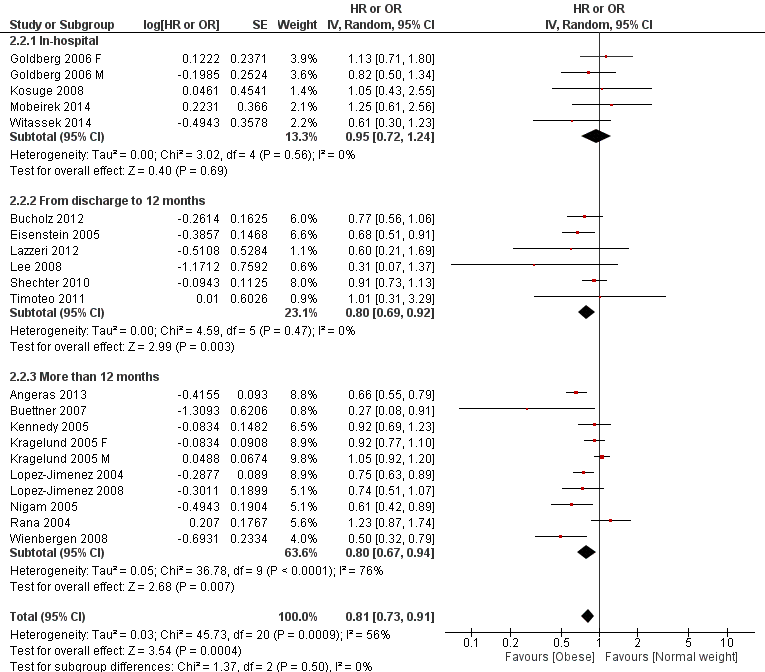 HR or OR HR or OR
Study or Subgroup log[HR or OR] SE Weight IV, Random, 95% CI IV, Random, 95% CI
2.2.1 In-hospital
Goldberg 2006 F 0.1222 0.2371 3.9% 1.13 [0.71, 1.80]
Goldberg 2006 M -0.1985 0.2524 3.6% 0.82 [0.50, 1.34]
Kosuge 2008 0.0461 0.4541 1.4% 1.05 [0.43, 2.55]
Mobeirek 2014 0.2231 0.366 2.1% 1.25 [0.61, 2.56]
Witassek 2014 -0.4943 0.3578 2.2% 0.61 [0.30, 1.23]
Subtotal (95% CI) 13.3% 0.95 [0.72, 1.24]
Heterogeneity: Tau² = 0.00; Chi² = 3.02, df = 4 (P = 0.56); I² = 0%
Test for overall effect: Z = 0.40 (P = 0.69)
2.2.2 From discharge to 12 months
Bucholz 2012 -0.2614 0.1625 6.0% 0.77 [0.56, 1.06]
Eisenstein 2005 -0.3857 0.1468 6.6% 0.68 [0.51, 0.91]
Lazzeri 2012 -0.5108 0.5284 1.1% 0.60 [0.21, 1.69]
Lee 2008 -1.1712 0.7592 0.6% 0.31 [0.07, 1.37]
Shechter 2010 -0.0943 0.1125 8.0% 0.91 [0.73, 1.13]
Timoteo 2011 0.01 0.6026 0.9% 1.01 [0.31, 3.29]
Subtotal (95% CI) 23.1% 0.80 [0.69, 0.92]
Heterogeneity: Tau² = 0.00; Chi² = 4.59, df = 5 (P = 0.47); I² = 0%
Test for overall effect: Z = 2.99 (P = 0.003)
2.2.3 More than 12 months
Angeras 2013 -0.4155 0.093 8.8% 0.66 [0.55, 0.79]
Buettner 2007 -1.3093 0.6206 0.8% 0.27 [0.08, 0.91]
Kennedy 2005 -0.0834 0.1482 6.5% 0.92 [0.69, 1.23]
Kragelund 2005 F -0.0834 0.0908 8.9% 0.92 [0.77, 1.10]
Kragelund 2005 M 0.0488 0.0674 9.8% 1.05 [0.92, 1.20]
Lopez-Jimenez 2004 -0.2877 0.089 8.9% 0.75 [0.63, 0.89]
Lopez-Jimenez 2008 -0.3011 0.1899 5.1% 0.74 [0.51, 1.07]
Nigam 2005 -0.4943 0.1904 5.1% 0.61 [0.42, 0.89]
Rana 2004 0.207 0.1767 5.6% 1.23 [0.87, 1.74]
Wienbergen 2008 -0.6931 0.2334 4.0% 0.50 [0.32, 0.79]
Subtotal (95% CI) 63.6% 0.80 [0.67, 0.94]
Heterogeneity: Tau² = 0.05; Chi² = 36.78, df = 9 (P < 0.0001); I² = 76%
Test for overall effect: Z = 2.68 (P = 0.007)
Total (95% CI) 100.0% 0.81 [0.73, 0.91]
Heterogeneity: Tau² = 0.03; Chi² = 45.73, df = 20 (P = 0.0009); I² = 56%
Test for overall effect: Z = 3.54 (P = 0.0004)
Test for subgroup differences: Chi² = 1.37, df = 2 (P = 0.50), I² = 0%
0.1 0.2 0.5 1 2 5 10
Favours [Obese] Favours [Normal weight]